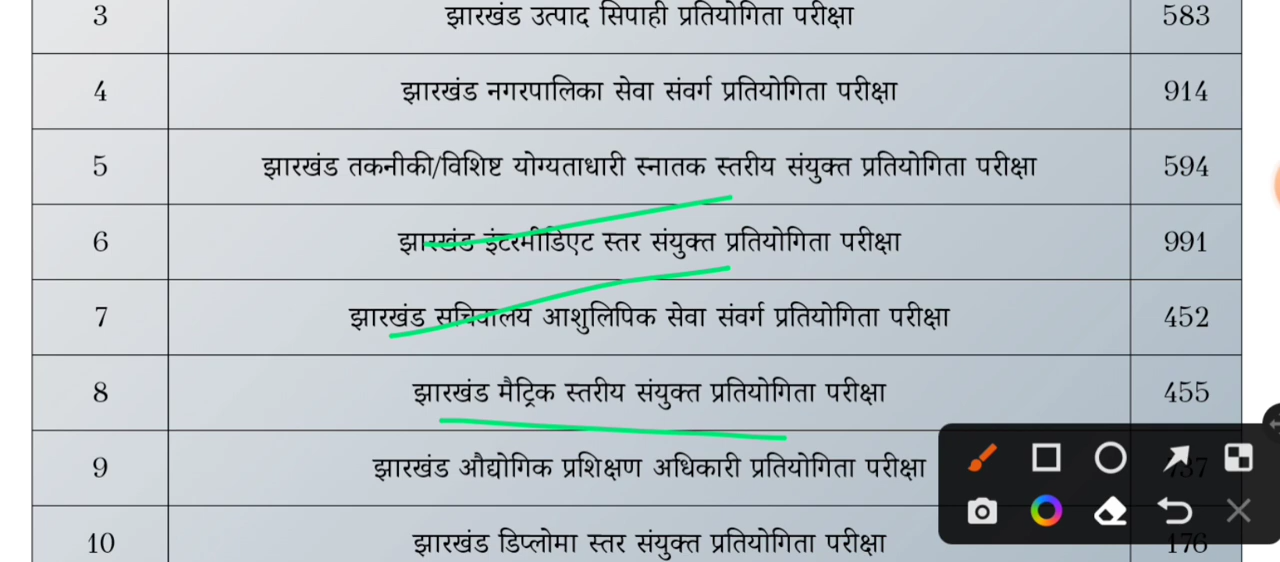 3 झारखंड उत्पाद सिपाही प्रतियोगिता परीक्षा 583
4 झारखंड नगरपालिका सेवा संवर्ग प्रतियोगिता परीक्षा 914
5 झारखंड तकनीकी/विशिष्ट योग्यताधारी स्नातक स्तरीय संयुक्त प्रतियोगिता परीक्षा 594
6 झारखंड इंटरमीडिएट स्तर संयुक्त प्रतियोगिता परीक्षा 991
7 झारखंड सचिवालय आशुलिपिक सेवा संवर्ग प्रतियोगिता परीक्षा 452
8 झारखंड मैट्रिक स्तरीय संयुक्त प्रतियोगिता परीक्षा 455
9 झारखंड औद्योगिक प्रशिक्षण अधिकारी प्रतियोगिता परीक्षा
10 झारखंड डिप्लोमा स्तर संयुक्त प्रतियोगिता परीक्षा 176